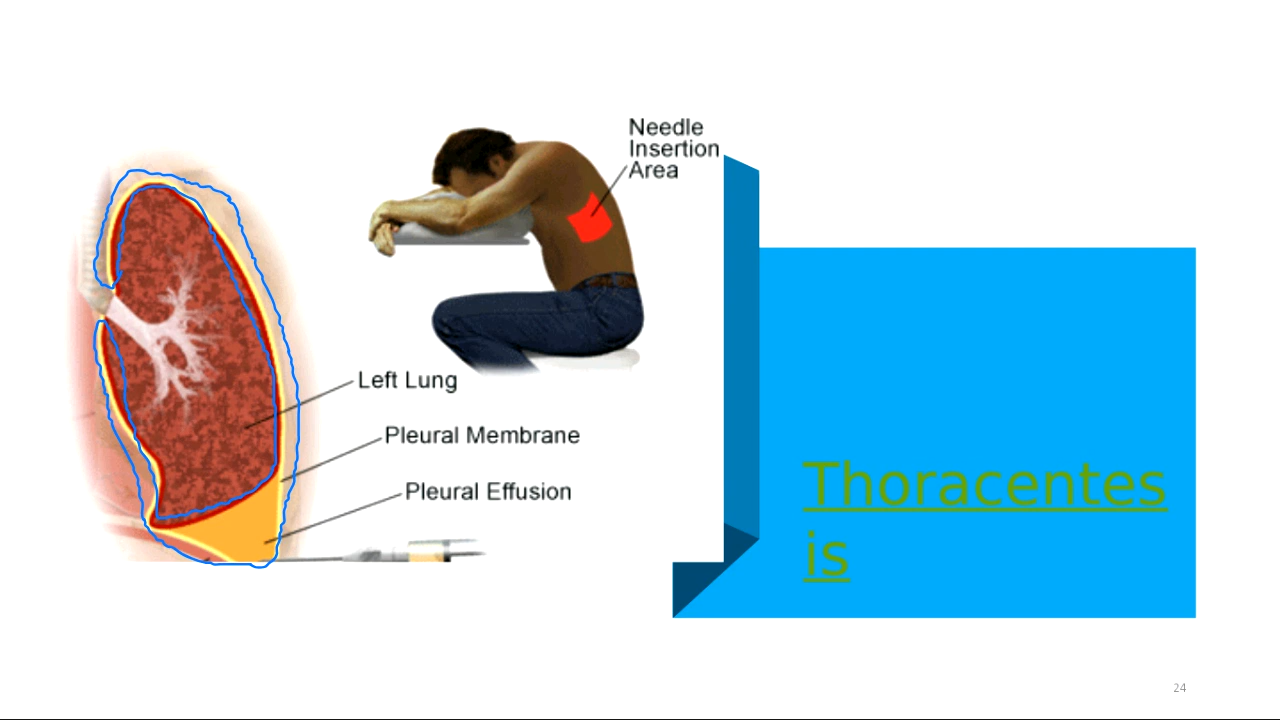 Needle
Insertion
Area
Left Lung
Pleural Membrane
Pleural Effusion
Thoracentes
is
24